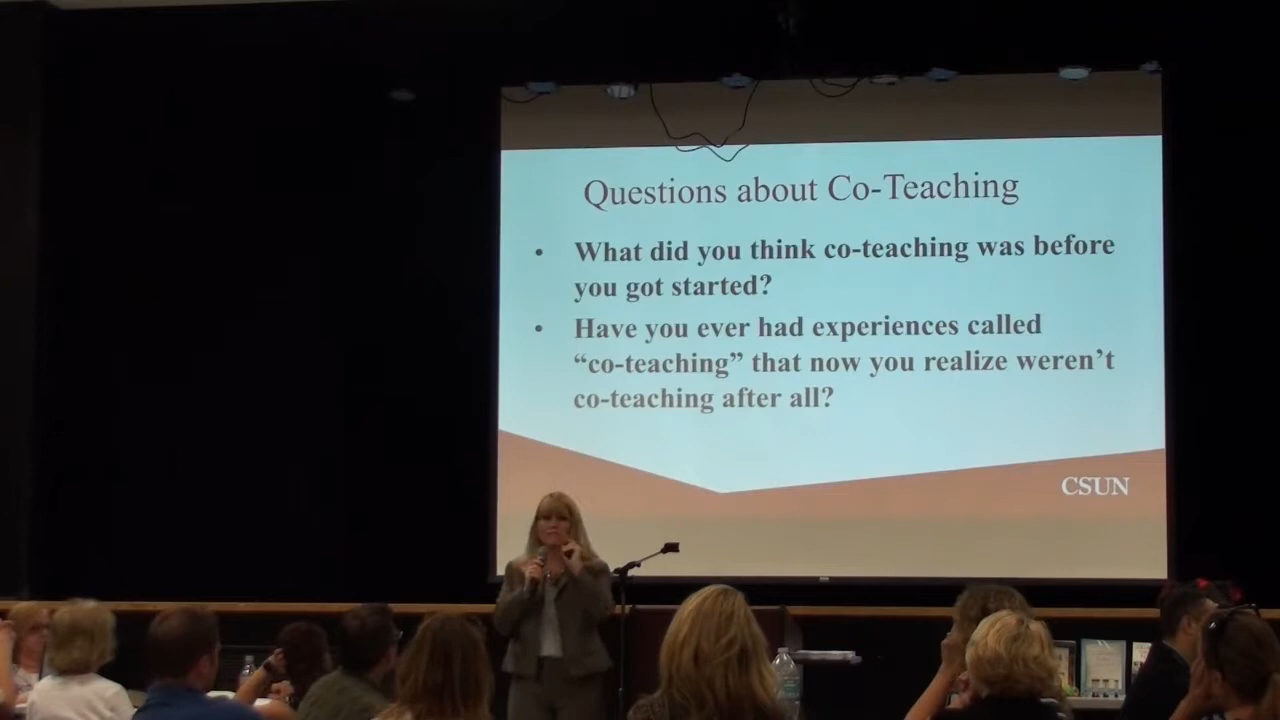 Questions about Co-Teaching
• What did you think co-teaching was before
you got started?
• Have you ever had experiences called
“co-teaching” that now you realize weren’t
co-teaching after all?
CSUN